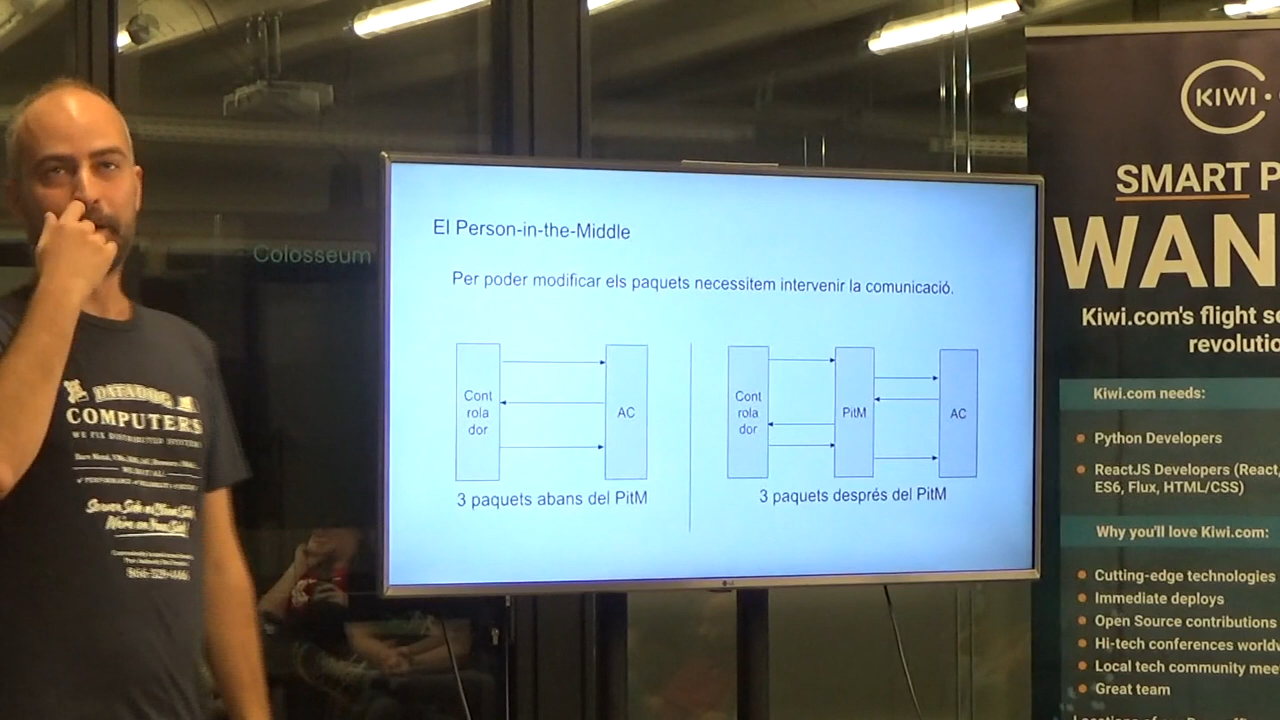 El Person-in-the-Middle
Per poder modificar els paquets necessitem intervenir la comunicació.
Cont
rola
dor
AC
3 paquets abans del PitM
Cont
rola
dor
PitM
AC
3 paquets després del PitM
Colosseum
DATADOG
COMPUTERS
WE FIX DISTRIBUTED SYSTEMS
KIWI
SMART P
WAN
Kiwi.com's flight se
revolutio
Kiwi.com needs:
Python Developers
ReactJS Developers (React,
ES6, Flux, HTML/CSS)
Why you'll love Kiwi.com:
Cutting-edge technologies
Immediate deploys
Open Source contributions
Hi-tech conferences worldw
Local tech community mee
Great team
LG